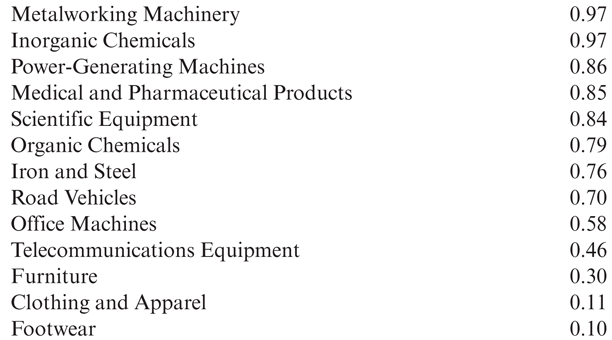 Metalworking Machinery 0.97
Inorganic Chemicals 0.97
Power-Generating Machines 0.86
Medical and Pharmaceutical Products 0.85
Scientific Equipment 0.84
Organic Chemicals 0.79
Iron and Steel 0.76
Road Vehicles 0.70
Office Machines 0.58
Telecommunications Equipment 0.46
Furniture 0.30
Clothing and Apparel 0.11
Footwear 0.10